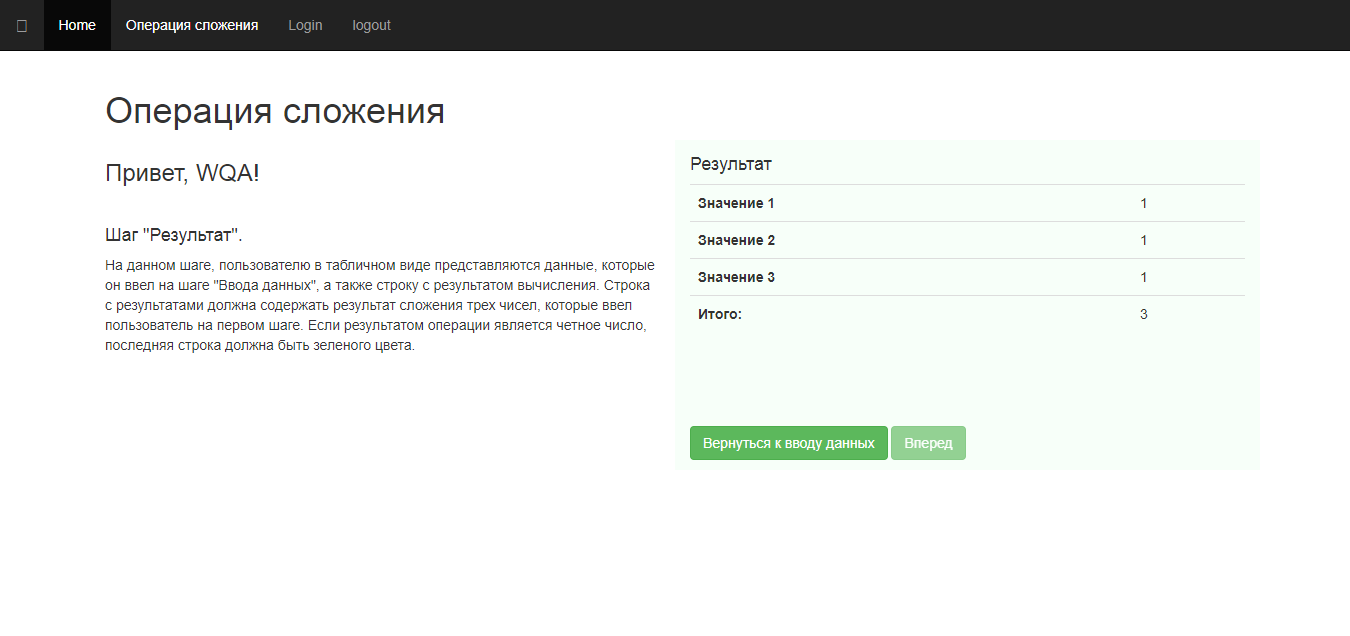 Home Операция сложения Login logout
Операция сложения
Привет, WQA!
Шаг "Результат".
На данном шаге, пользователю в табличном виде представляются данные, которые
он ввел на шаге "Ввода данных", а также строку с результатом вычисления. Строка
с результатами должна содержать результат сложения трех чисел, которые ввел
пользователь на первом шаге. Если результатом операции является четное число,
последняя строка должна быть зеленого цвета.
Результат
Значение 1 1
Значение 2 1
Значение 3 1
Итого: 3
Вернуться к вводу данных Вперед